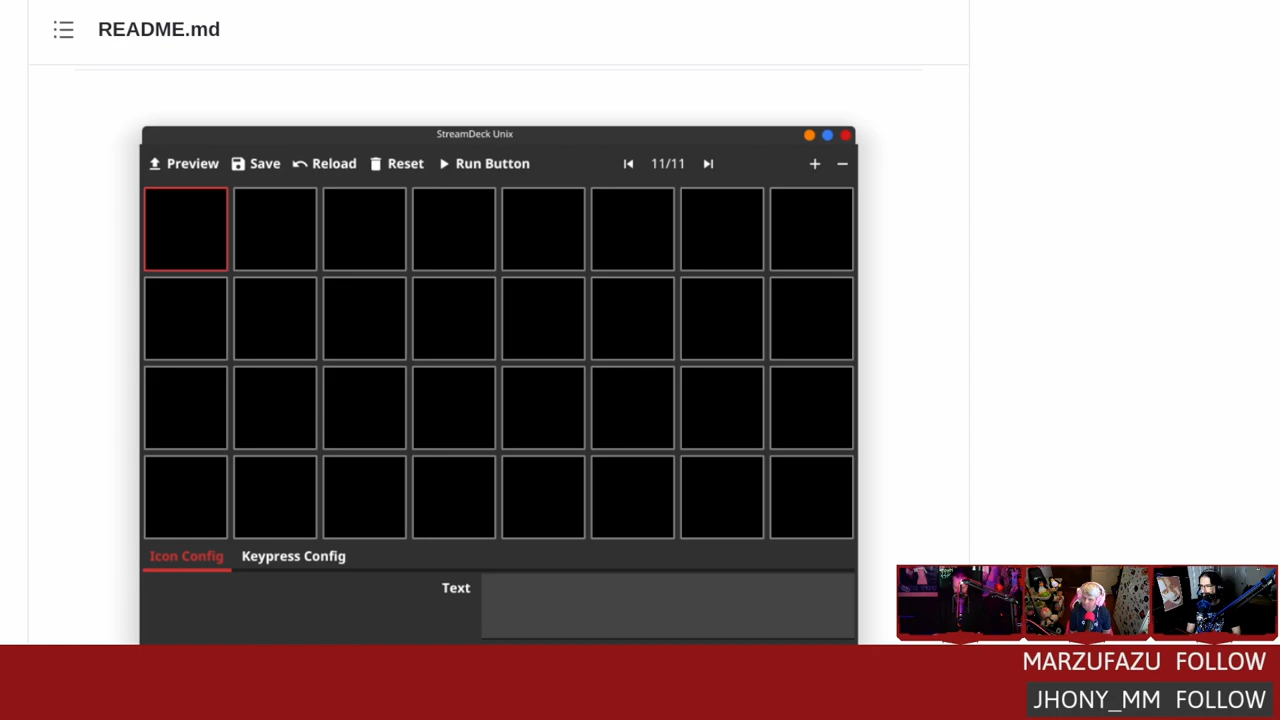 README.md
StreamDeck Unix
Preview Save Reload Reset Run Button 11/11
Icon Config Keypress Config
Text
MARZUFAZU FOLLOW
JHONY_MM FOLLOW